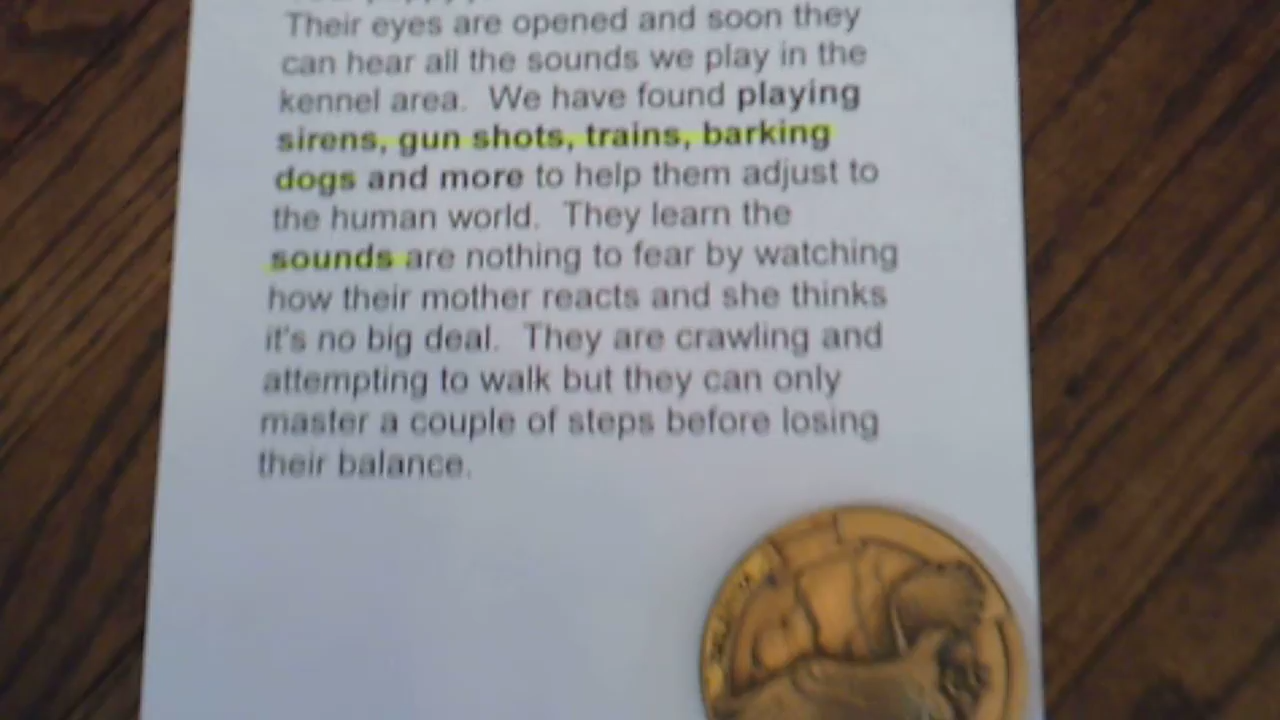 Their eyes are opened and soon they
can hear all the sounds we play in the
kennel area. We have found playing
sirens, gun shots, trains, barking
dogs and more to help them adjust to
the human world. They learn the
sounds are nothing to fear by watching
how their mother reacts and she thinks
it's no big deal. They are crawling and
attempting to walk but they can only
master a couple of steps before losing
their balance.